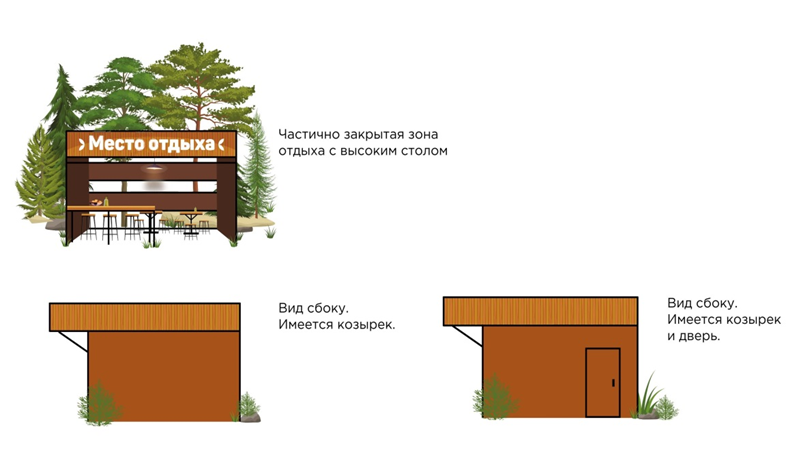 ›Место отдыха‹
Частично закрытая зона
отдыха с высоким столом
Вид сбоку.
Имеется козырек.
Вид сбоку.
Имеется козырек
и дверь.